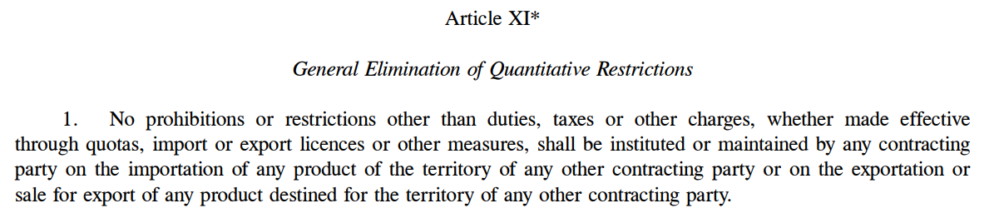 Article XI*
General Elimination of Quantitative Restrictions
1. No prohibitions or restrictions other than duties, taxes or other charges, whether made effective
through quotas, import or export licences or other measures, shall be instituted or maintained by any contracting
party on the importation of any product of the territory of any other contracting party or on the exportation or
sale for export of any product destined for the territory of any other contracting party.